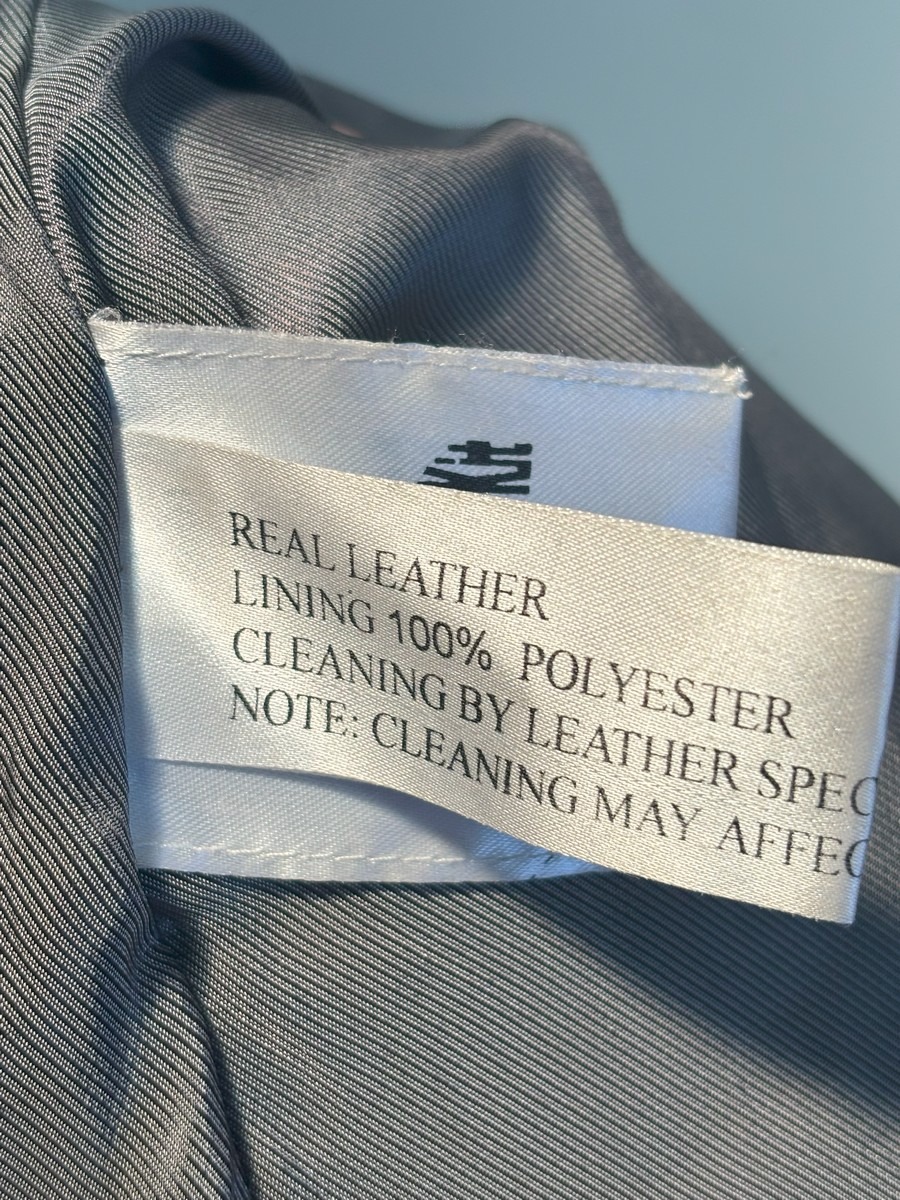 REAL LEATHER
LINING 100% POLYESTER
CLEANING BY LEATHER SPEC
NOTE: CLEANING MAY AFFEC